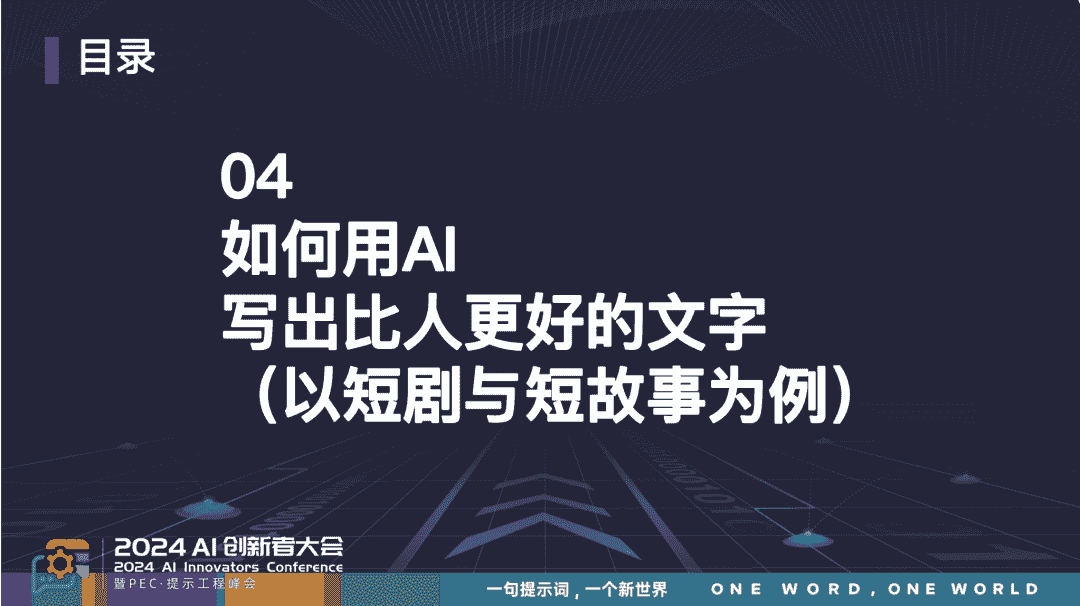 目录
04
如何用AI
写出比人更好的文字
（以短剧与短故事为例）
2024 AI 创新者大会
2024 AI Innovators Conference
暨PEC·提示工程峰会
一句提示词，一个新世界
ONE WORD, ONE WORLD